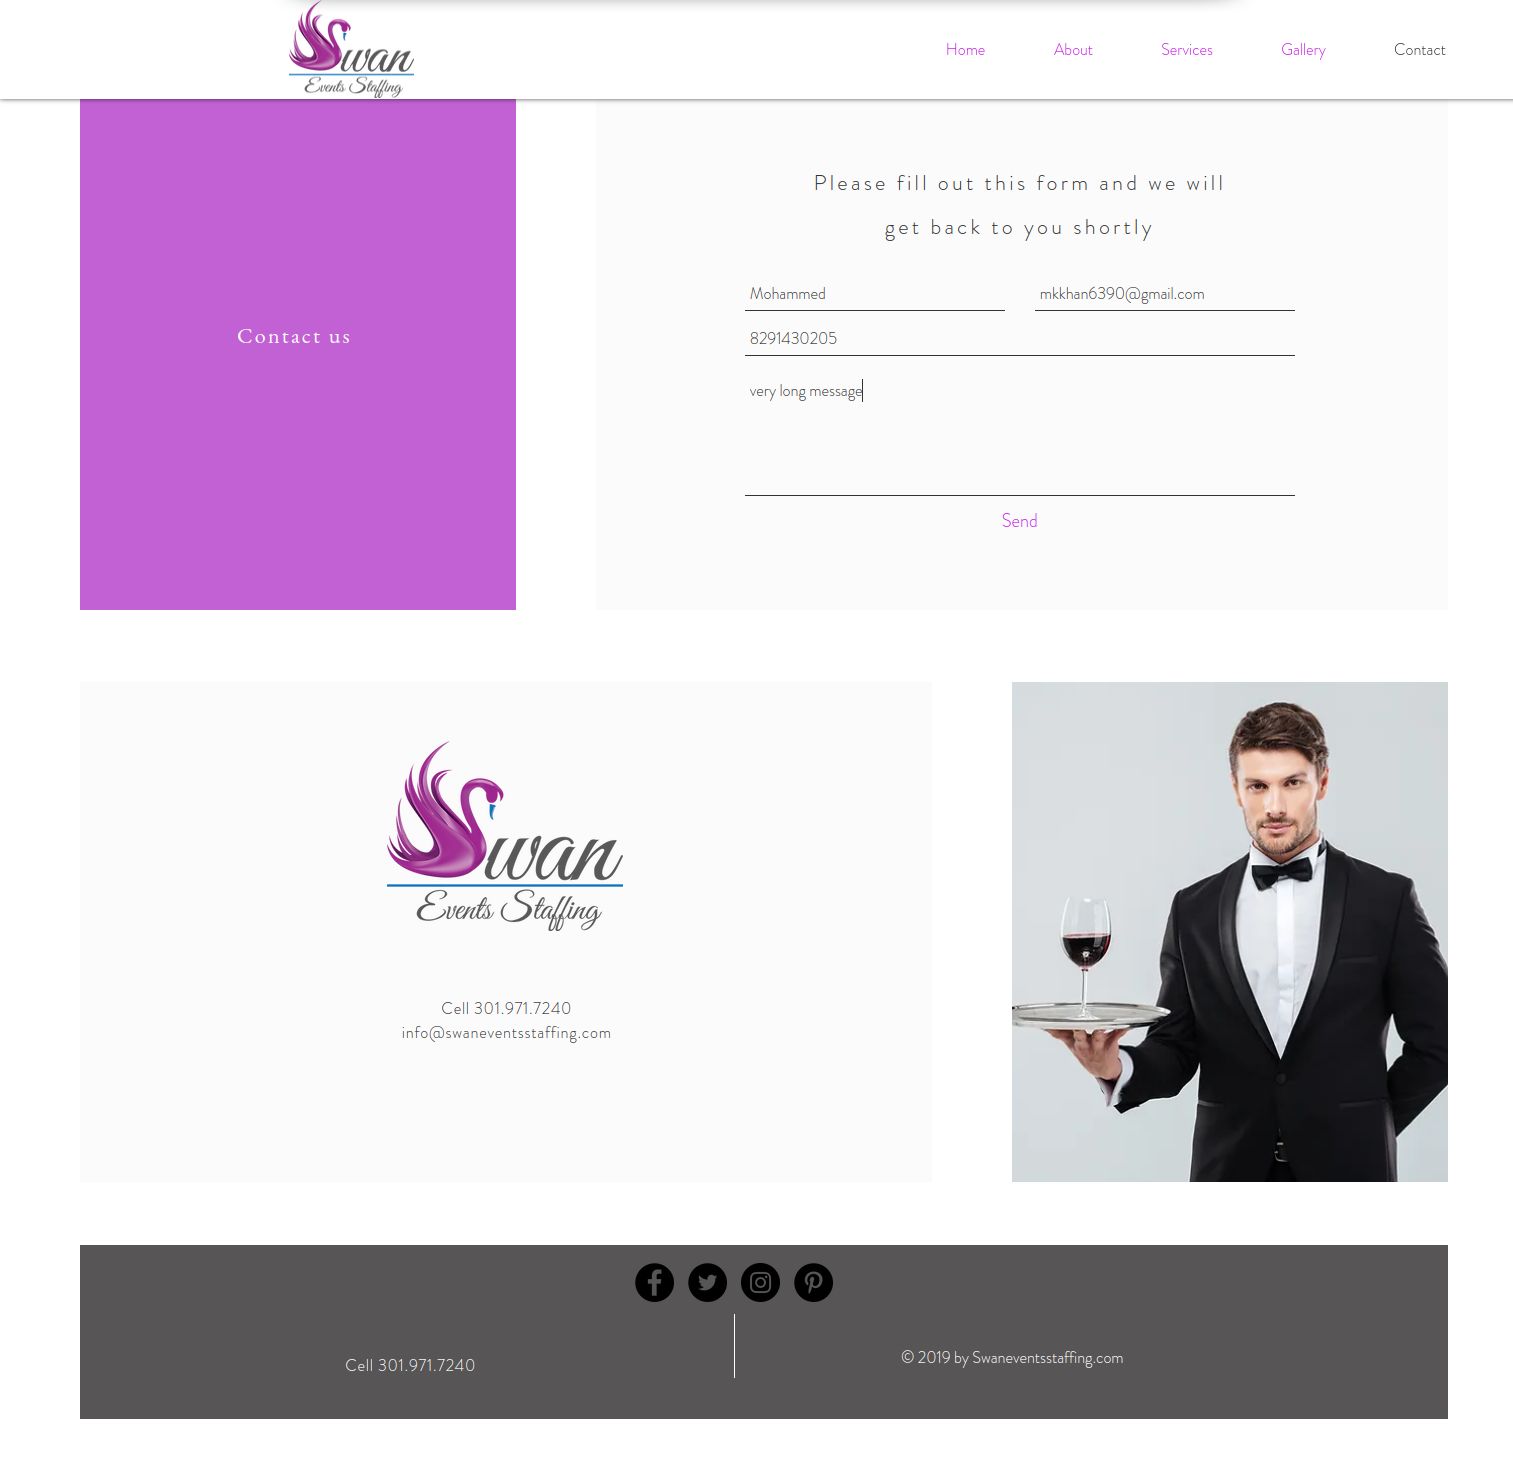 Swan
Events Staffing
Home
About
Services
Gallery
Contact
Contact us
Please fill out this form and we will
get back to you shortly
Mohammed
mkkhan6390@gmail.com
8291430205
very long message
Send
Swan
Events Staffing
Cell 301.971.7240
info@swaneventsstaffing.com
Cell 301.971.7240
© 2019 by Swaneventsstaffing.com